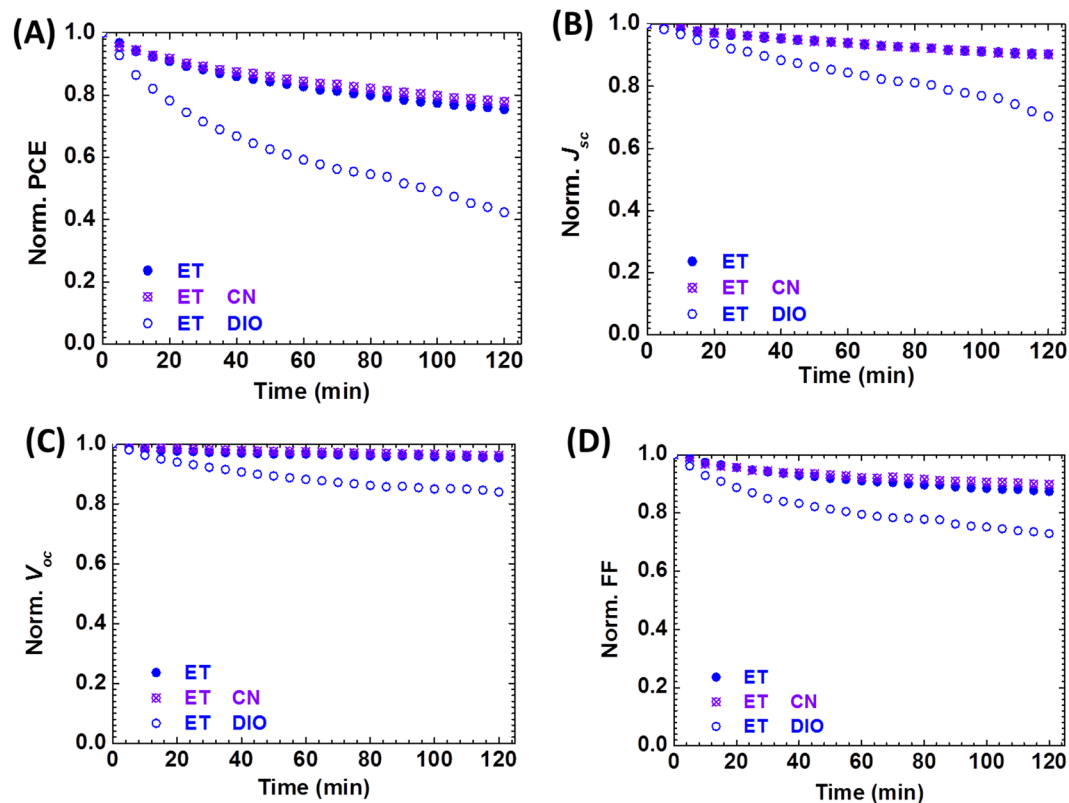 (A)
Norm. PCE
1.0
0.8
0.6
0.4
0.2
0.0
ET
ET CN
ET DIO
0 20 40 60 80 100 120
Time (min)
(B)
Norm. Jsc
1.0
0.8
0.6
0.4
0.2
0.0
ET
ET CN
ET DIO
0 20 40 60 80 100 120
Time (min)
(C)
Norm. Voc
1.0
0.8
0.6
0.4
0.2
0.0
ET
ET CN
ET DIO
0 20 40 60 80 100 120
Time (min)
(D)
Norm. FF
1.0
0.8
0.6
0.4
0.2
0.0
ET
ET CN
ET DIO
0 20 40 60 80 100 120
Time (min)